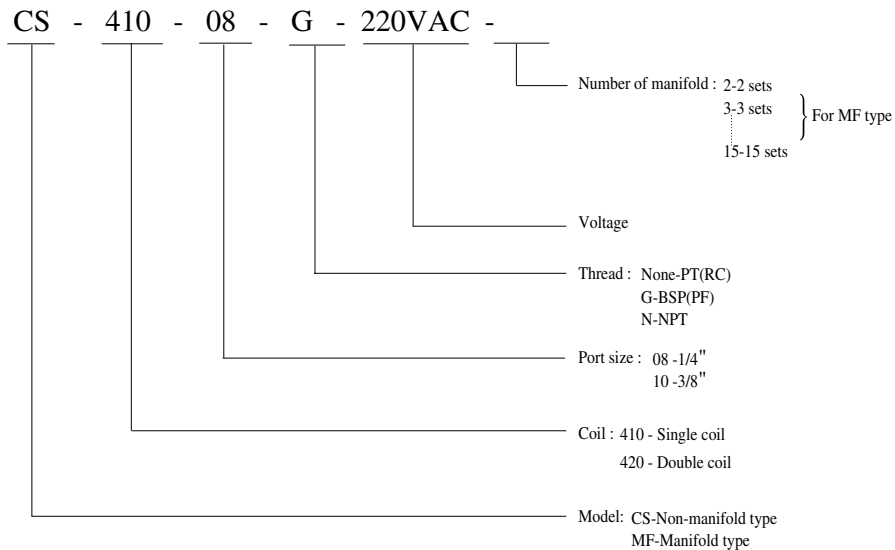 CS - 410 - 08 - G - 220VAC -
Number of manifold : 2-2 sets
3-3 sets
For MF type
15-15 sets
Voltage
Thread : None-PT(RC)
G-BSP(PF)
N-NPT
Port size : 08 -1/4"
10 -3/8"
Coil : 410 - Single coil
420 - Double coil
Model: CS-Non-manifold type
MF-Manifold type